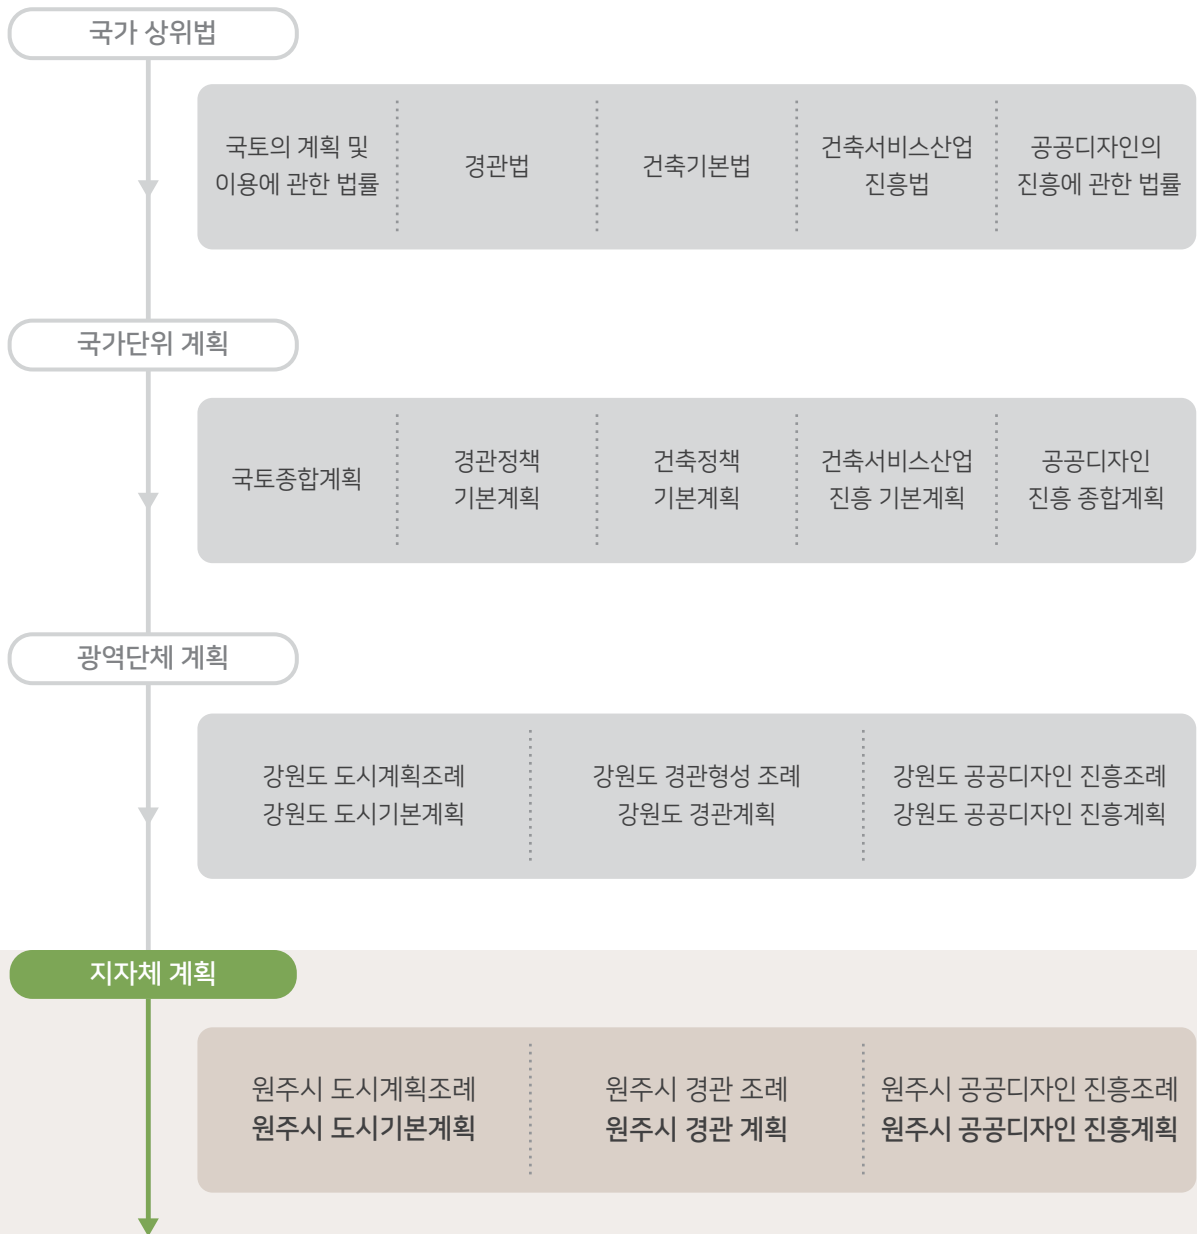 국가 상위법
국토의 계획 및
이용에 관한 법률
경관법
건축기본법
건축서비스산업
진흥법
공공디자인의
진흥에 관한 법률
국가단위 계획
국토종합계획
경관정책
기본계획
건축정책
기본계획
건축서비스산업
진흥 기본계획
공공디자인
진흥 종합계획
광역단체 계획
강원도 도시계획조례
강원도 도시기본계획
강원도 경관형성 조례
강원도 경관계획
강원도 공공디자인 진흥조례
강원도 공공디자인 진흥계획
지자체 계획
원주시 도시계획조례
원주시 도시기본계획
원주시 경관 조례
원주시 경관 계획
원주시 공공디자인 진흥조례
원주시 공공디자인 진흥계획